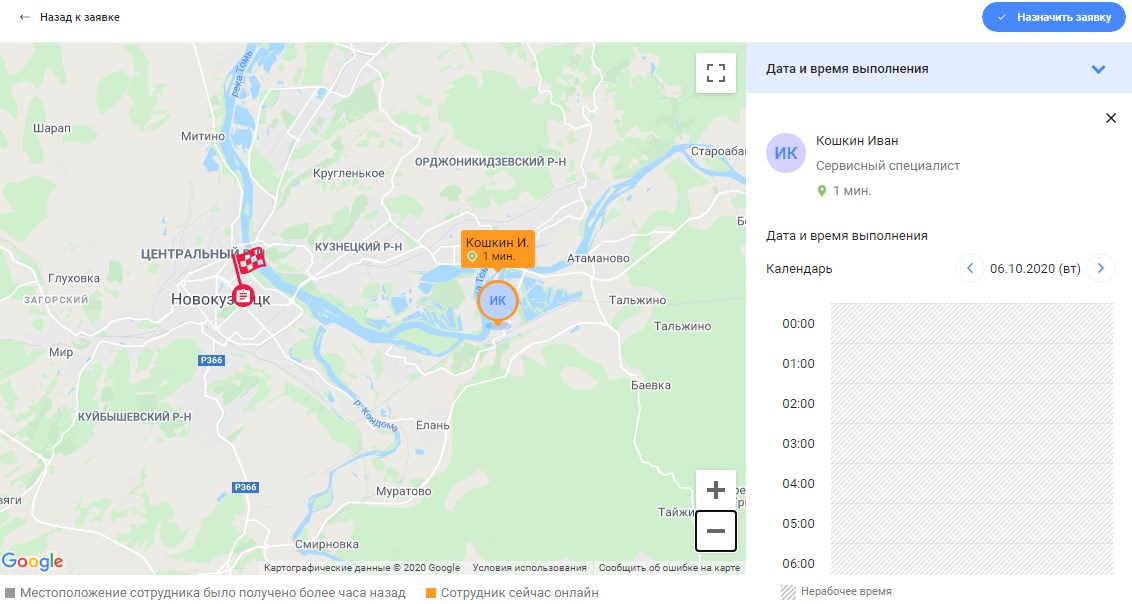 Назад к заявке
Назначить заявку
река Томь
Шарап
Митино
Кругленькое
ОРДЖОНИКИДЗЕВСКИЙ Р-Н
ЦЕНТРАЛЬНЫЙ
КУЗНЕЦКИЙ Р-Н
Кошкин И.
1 мин.
ИК
Атаманово
Глуховка
ЗАГОРСКИЙ
Тальжино
Тальжино
Мир
Р366
Баевка
КУЙБЫШЕВСКИЙ Р-Н
р. Кондома
Елань
Р366
Муратово
Смирновка
Google
Картографические данные © 2020 Google
Условия использования
Сообщить об ошибке на карте
Местоположение сотрудника было получено более часа назад
Сотрудник сейчас онлайн
Дата и время выполнения
ИК
Кошкин Иван
Сервисный специалист
1 мин.
Дата и время выполнения
Календарь
06.10.2020 (вт)
00:00
01:00
02:00
03:00
04:00
05:00
06:00
Нерабочее время